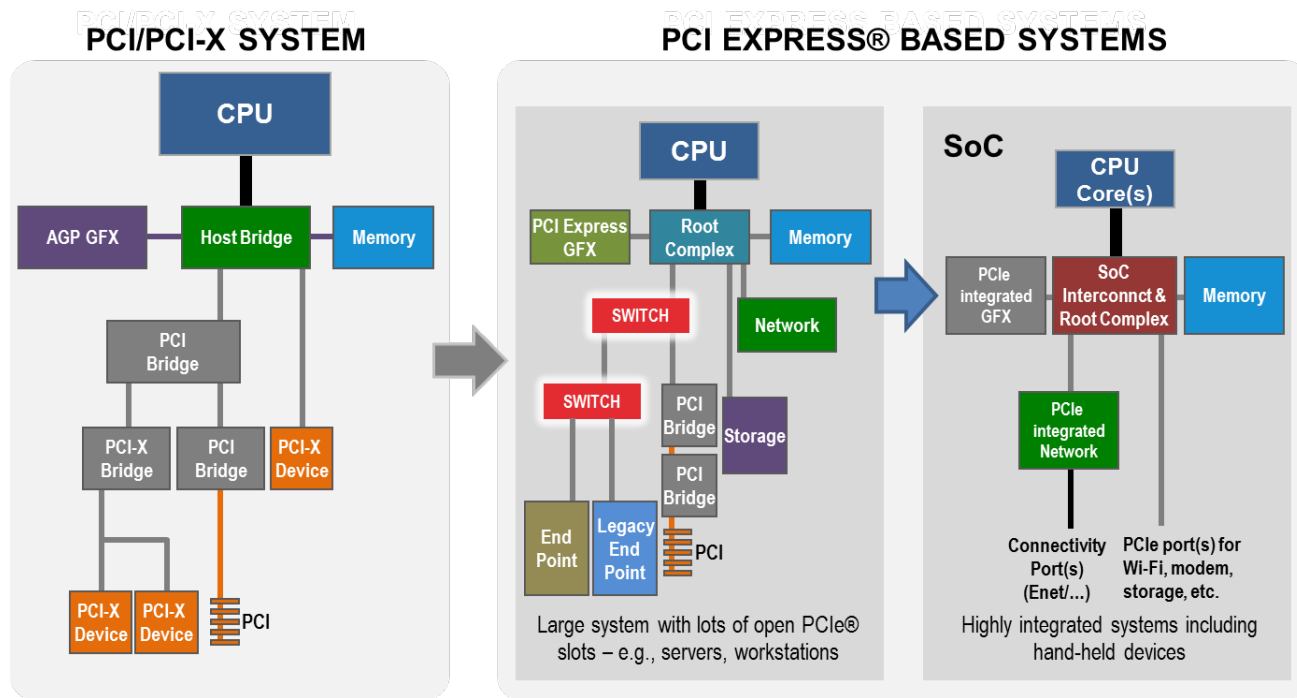 PCI/PCI-X SYSTEM
CPU
AGP GFX
Host Bridge
Memory
PCI
Bridge
PCI-X
Bridge
PCI
Bridge
PCI-X
Device
PCI-X
Device
PCI-X
Device
PCI
PCI EXPRESS® BASED SYSTEMS
CPU
PCI Express
GFX
Root
Complex
Memory
SWITCH
Network
SWITCH
PCI
Bridge
Storage
PCI
Bridge
End
Point
Legacy
End
Point
PCI
Large system with lots of open PCIe®
slots – e.g., servers, workstations
SoC
CPU
Core(s)
PCIe
integrated
GFX
SoC
Interconnct &
Root Complex
Memory
PCIe
integrated
Network
Connectivity
Port(s)
(Enet/...)
PCIe port(s) for
Wi-Fi, modem,
storage, etc.
Highly integrated systems including
hand-held devices